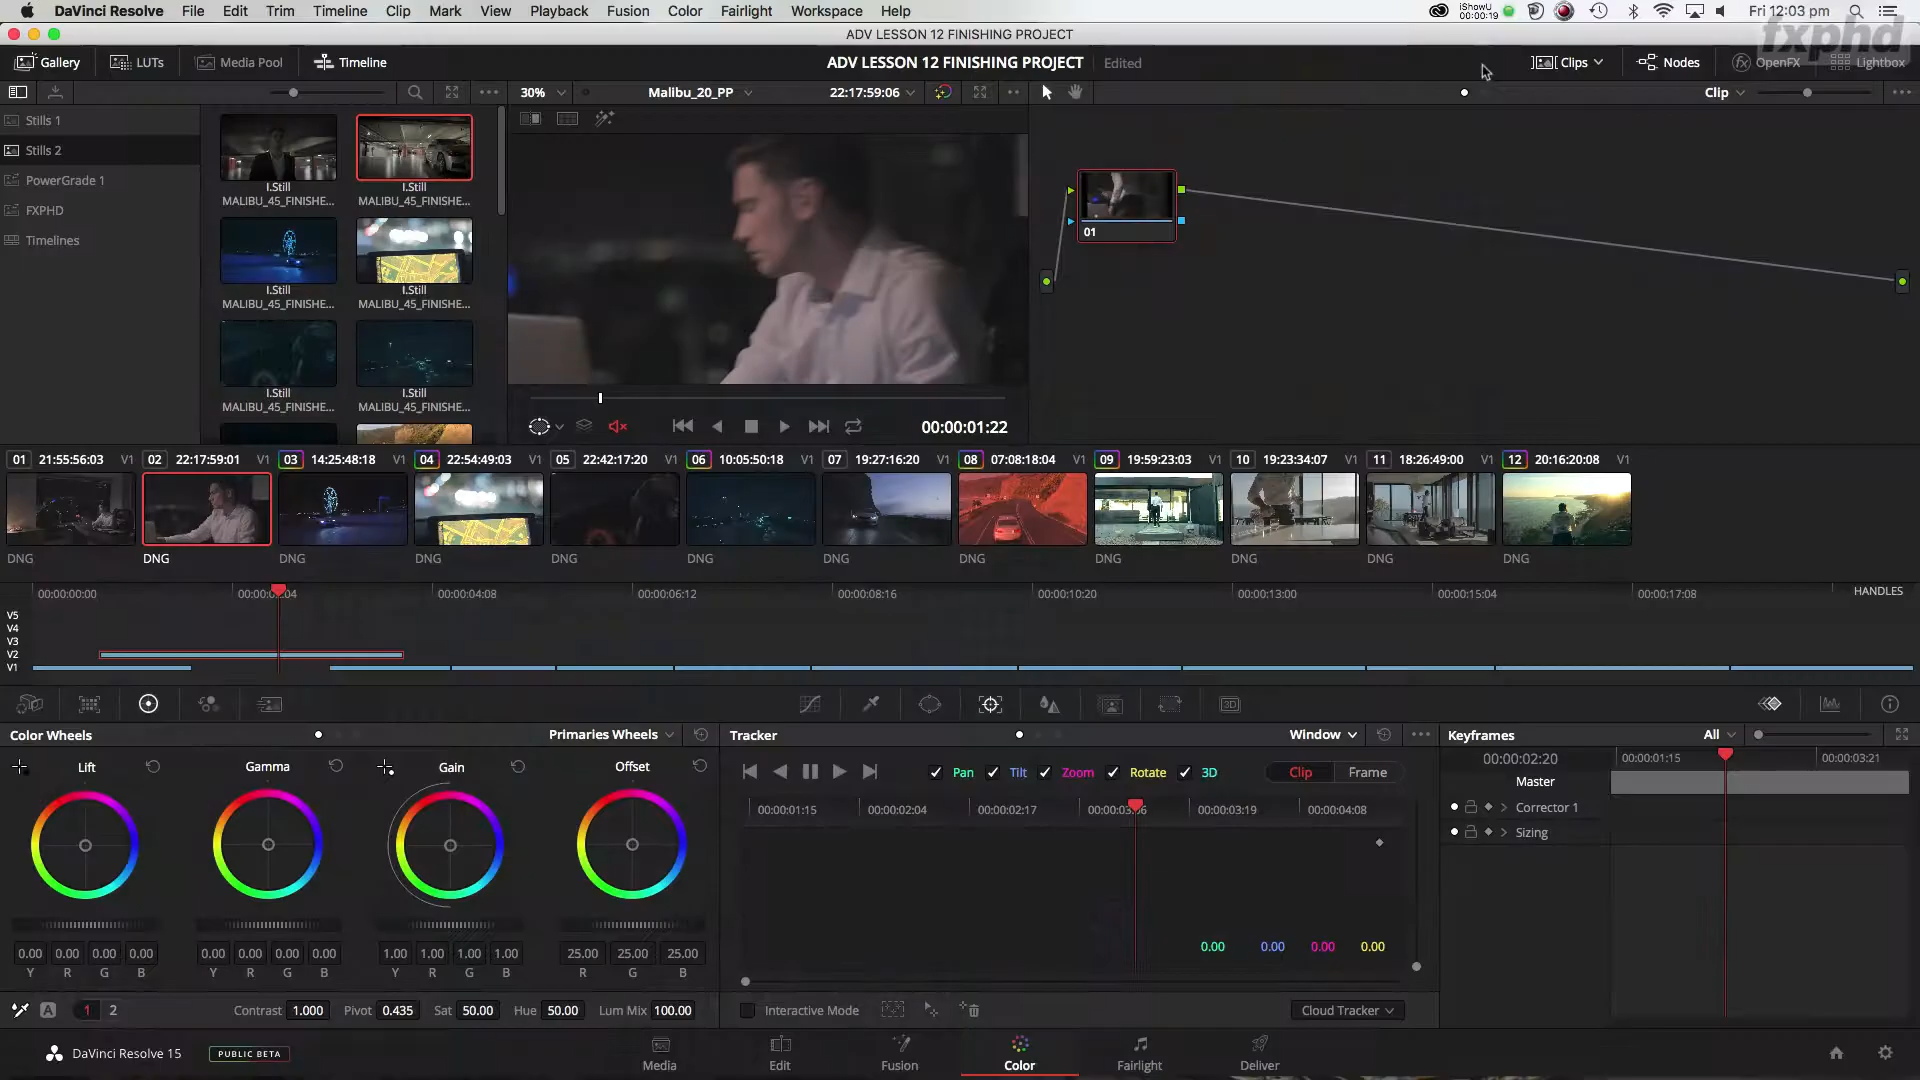 DaVinci Resolve File Edit Trim Timeline Clip Mark View Playback Fusion Color Fairlight Workspace Help iShowU 00:00:19 Fri 12:03 pm
ADV LESSON 12 FINISHING PROJECT
fxphd
Gallery LUTs Media Pool Timeline ADV LESSON 12 FINISHING PROJECT Edited Clips Nodes OpenFX Lightbox
30% Malibu_20_PP 22:17:59:06 Clip
Stills 1
Stills 2
PowerGrade 1
FXPHD
Timelines
I.Still I.Still
MALIBU_45_FINISHE... MALIBU_45_FINISHE...
I.Still I.Still
MALIBU_45_FINISHE... MALIBU_45_FINISHE...
I.Still I.Still
MALIBU_45_FINISHE... MALIBU_45_FINISHE...
01
00:00:01:22
01 21:55:56:03 V1 02 22:17:59:01 V1 03 14:25:48:18 V1 04 22:54:49:03 V1 05 22:42:17:20 V1 06 10:05:50:18 V1 07 19:27:16:20 V1 08 07:08:18:04 V1 09 19:59:23:03 V1 10 19:23:34:07 V1 11 18:26:49:00 V1 12 20:16:20:08 V1
DNG DNG DNG DNG DNG DNG DNG DNG DNG DNG DNG DNG
00:00:00:00 00:00:04:08 00:00:06:12 00:00:08:16 00:00:10:20 00:00:13:00 00:00:15:04 00:00:17:08 HANDLES
V5
V4
V3
V2
V1
3D
Color Wheels Primaries Wheels Tracker Window Keyframes All
Lift Gamma Gain Offset
Pan Tilt Zoom Rotate 3D Clip Frame
00:00:02:20 00:00:01:15 00:00:03:21
Master
00:00:01:15 00:00:02:04 00:00:02:17 00:00:03:19 00:00:04:08
Corrector 1
Sizing
0.00 0.00 0.00 0.00
0.00 0.00 0.00 0.00 0.00 0.00 0.00 0.00 1.00 1.00 1.00 1.00 25.00 25.00 25.00
Y R G B Y R G B Y R G B R G B
A 1 2 Contrast 1.000 Pivot 0.435 Sat 50.00 Hue 50.00 Lum Mix 100.00 Interactive Mode Cloud Tracker
DaVinci Resolve 15 PUBLIC BETA
Media Edit Fusion Color Fairlight Deliver